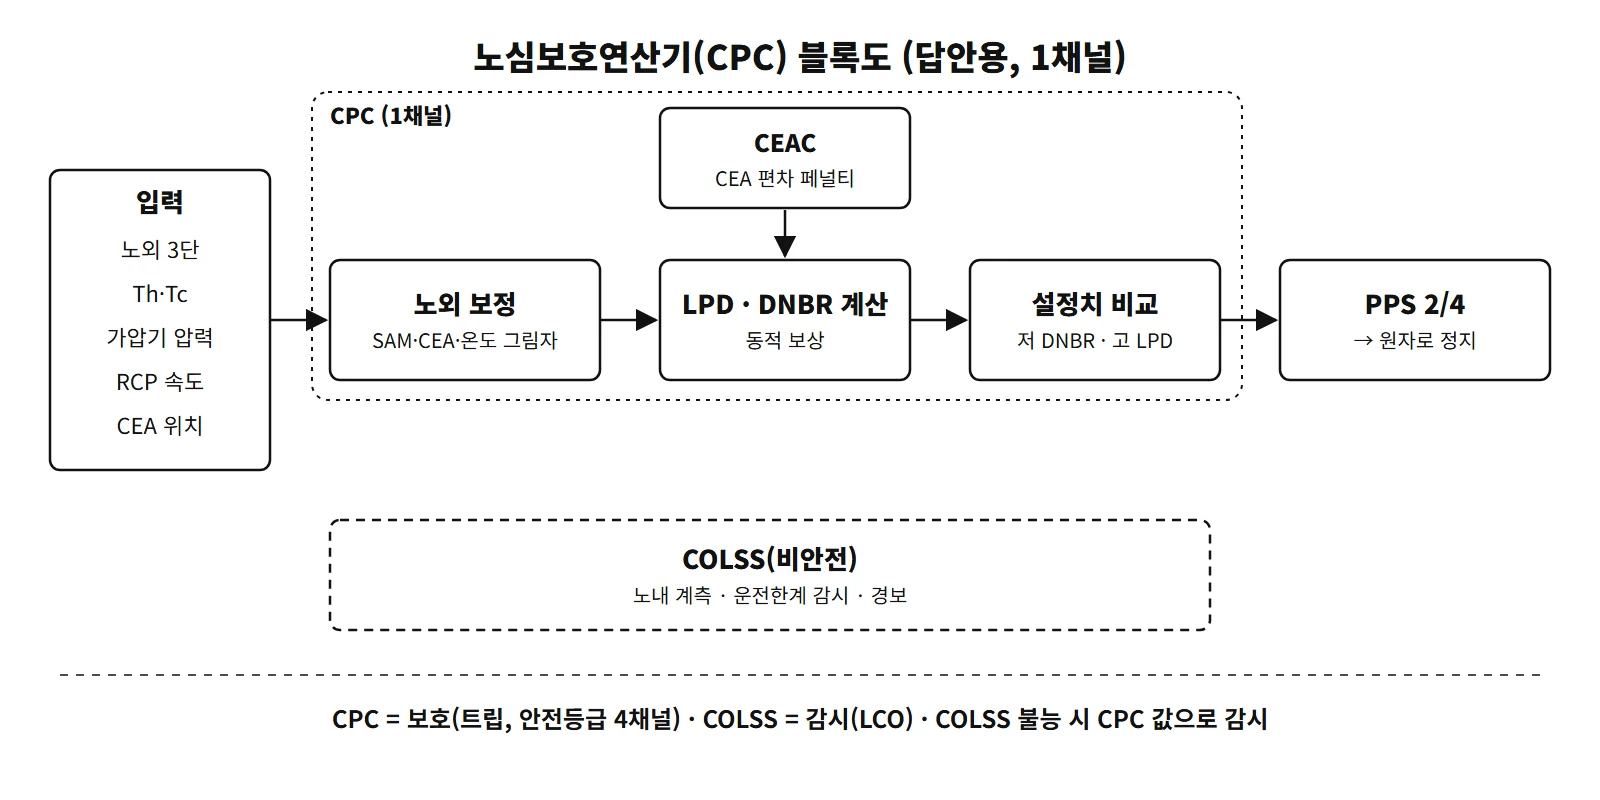 노심보호연산기(CPC) 블록도 (답안용, 1채널)
CPC (1채널)
CEAC
CEA 편차 페널티
입력
노외 3단
Th·Tc
가압기 압력
RCP 속도
CEA 위치
노외 보정
SAM·CEA·온도 그림자
LPD · DNBR 계산
동적 보상
설정치 비교
저 DNBR · 고 LPD
PPS 2/4
→ 원자로 정지
COLSS(비안전)
노내 계측 · 운전한계 감시 · 경보
CPC = 보호(트립, 안전등급 4채널) · COLSS = 감시(LCO) · COLSS 불능 시 CPC 값으로 감시